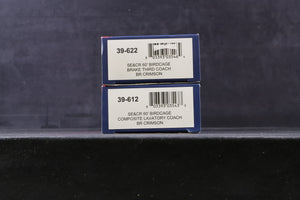 39-622
SE&CR 60' BIRDCAGE
BRAKE THIRD COACH
BR CRIMSON
39-612
SE&CR 60' BIRDCAGE
COMPOSITE LAVATORY COACH
BR CRIMSON